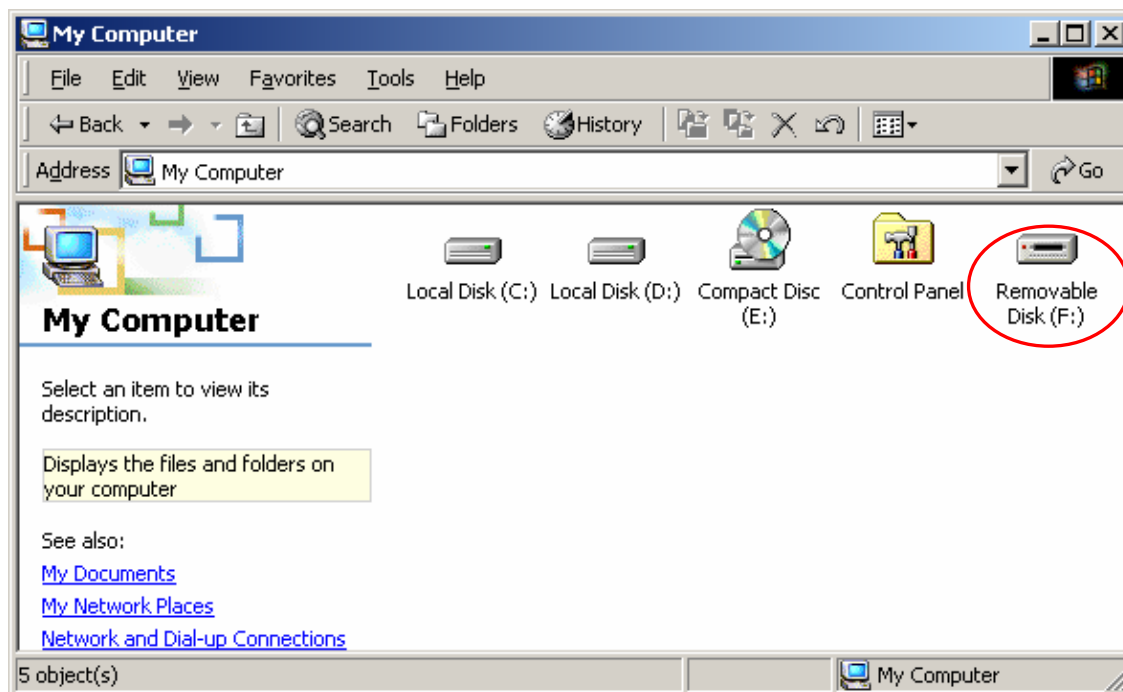 My Computer
File Edit View Favorites Tools Help
Back Search Folders History
Address My Computer Go
Local Disk (C:) Local Disk (D:) Compact Disc (E:) Control Panel Removable Disk (F:)
My Computer
Select an item to view its
description.
Displays the files and folders on
your computer
See also:
My Documents
My Network Places
Network and Dial-up Connections
5 object(s) My Computer